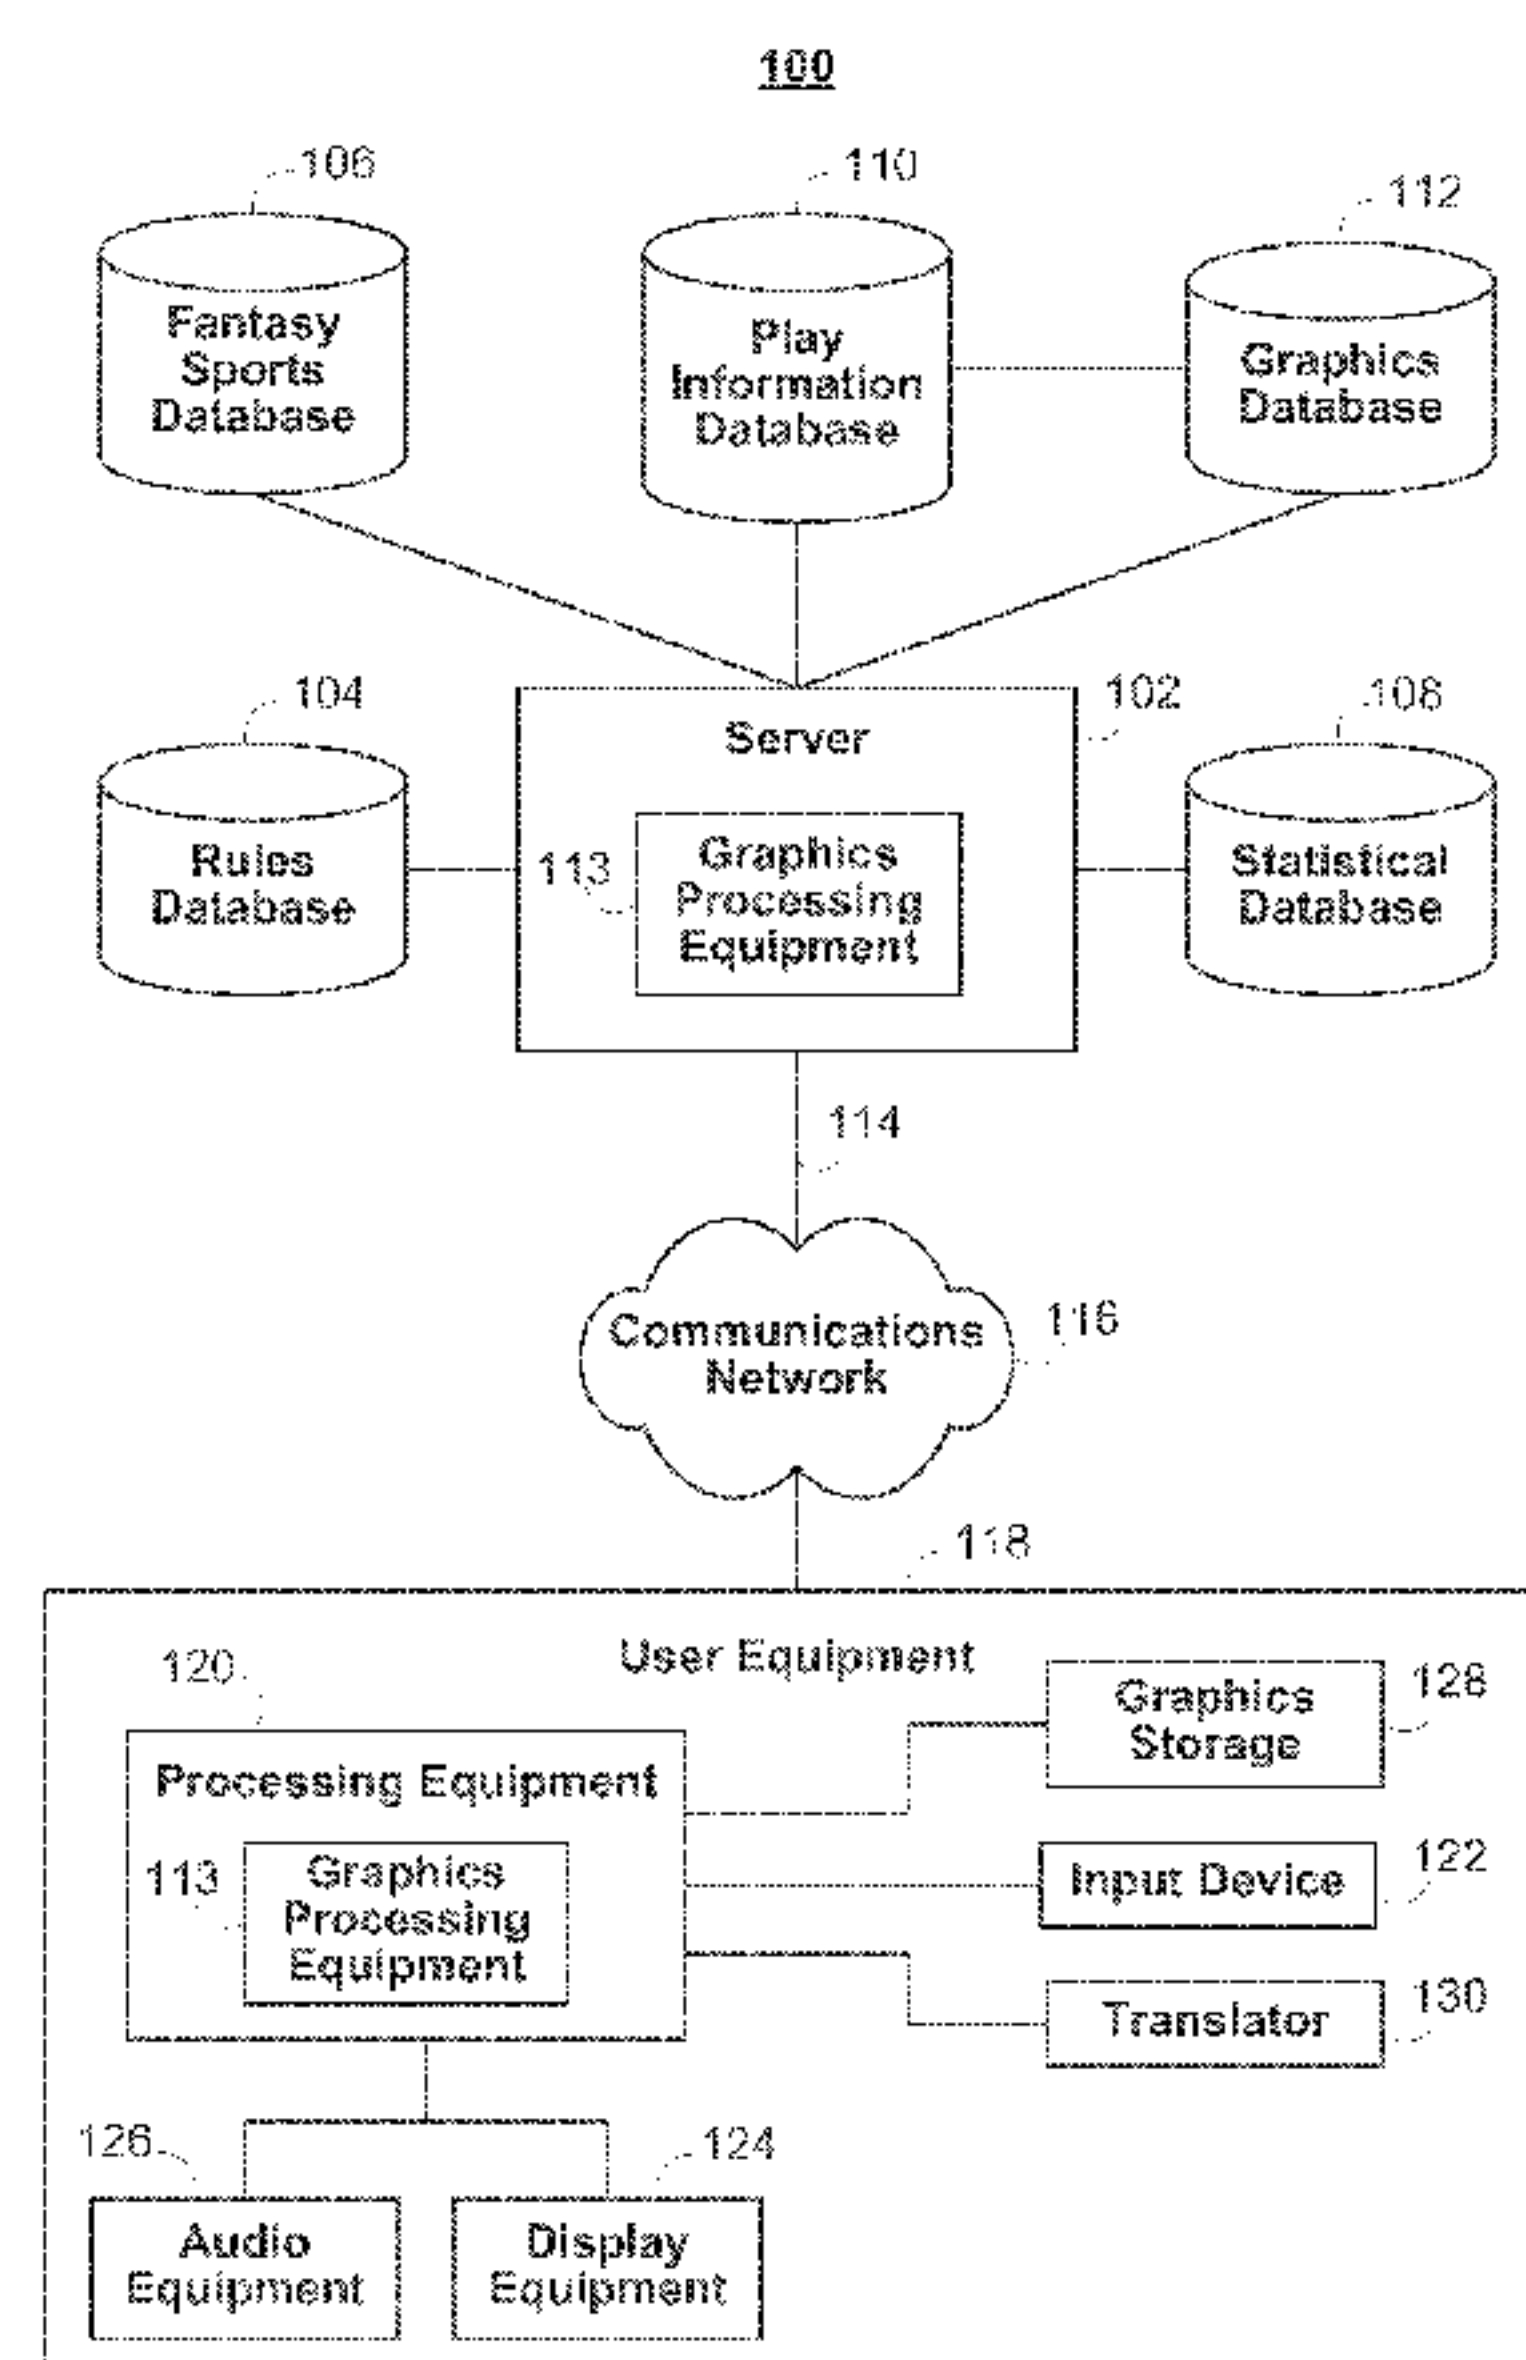 100
106
110
112
Fantasy
Sports
Database
Play
Information
Database
Graphics
Database
104
102
108
Server
Rules
Database
113
Graphics
Processing
Equipment
Statistical
Database
114
Communications
Network
116
118
User Equipment
120
Graphics
Storage
128
Processing Equipment
113
Graphics
Processing
Equipment
Input Device
122
Translator
130
126
124
Audio
Equipment
Display
Equipment